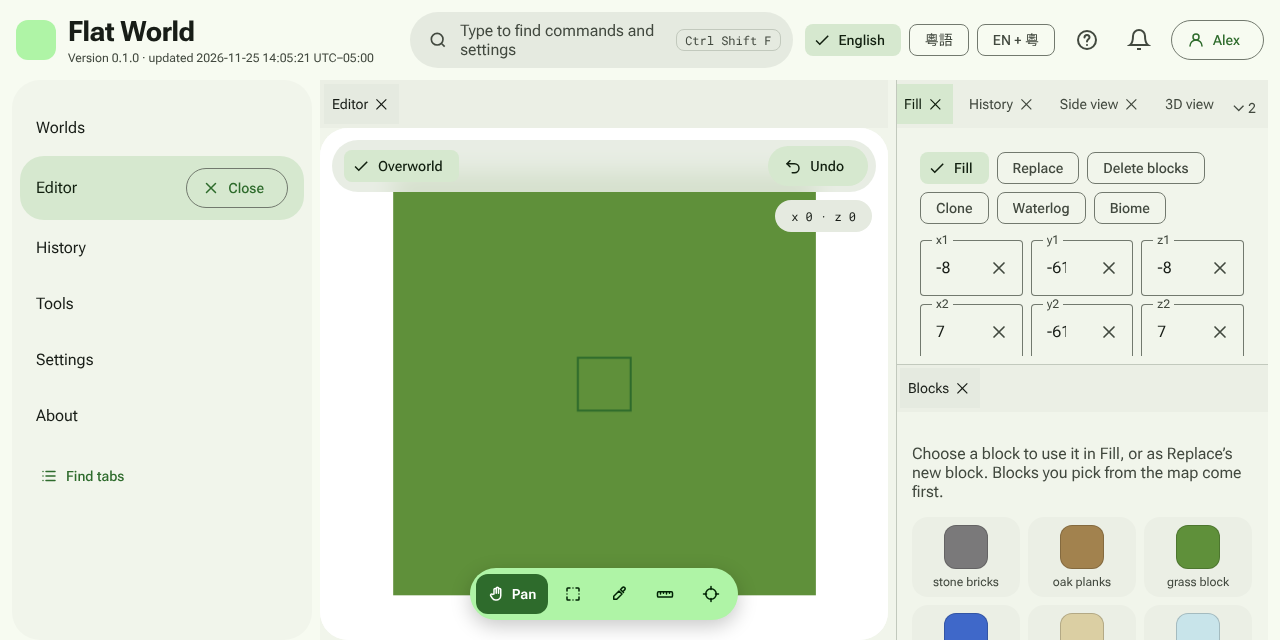 Flat World
Version 0.1.0 · updated 2026-11-25 14:05:21 UTC−05:00
Type to find commands and
settings
Ctrl Shift F
English
粵語
EN + 粵
Alex
Worlds
Editor
Close
History
Tools
Settings
About
Find tabs
Editor
Overworld
Undo
x 0 · z 0
Pan
Fill
History
Side view
3D view
2
Fill
Replace
Delete blocks
Clone
Waterlog
Biome
x1
y1
z1
-8
-61
-8
x2
y2
z2
7
-61
7
Blocks
Choose a block to use it in Fill, or as Replace’s
new block. Blocks you pick from the map come
first.
stone bricks
oak planks
grass block